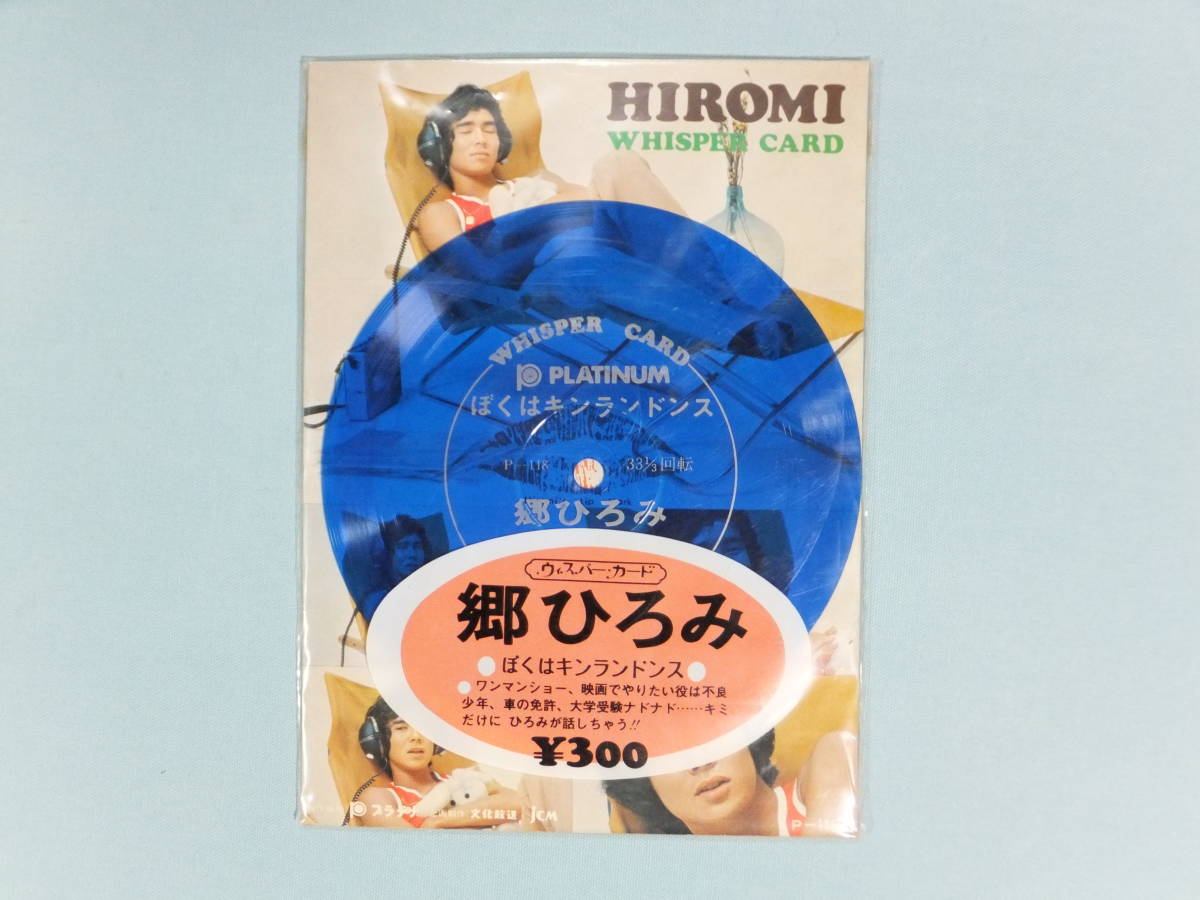 HIROMI
WHISPER CARD
WHISPER CARD
PLATINUM
ぼくはキンランドンス
P-118 33⅓回転
郷ひろみ
ウィスパー・カード
郷ひろみ
●ぼくはキンランドンス●
●ワンマンショー、映画でやりたい役は不良
少年、車の免許、大学受験ナドナド……キミ
だけに ひろみが話しちゃう!!
¥300
文化放送 JCM